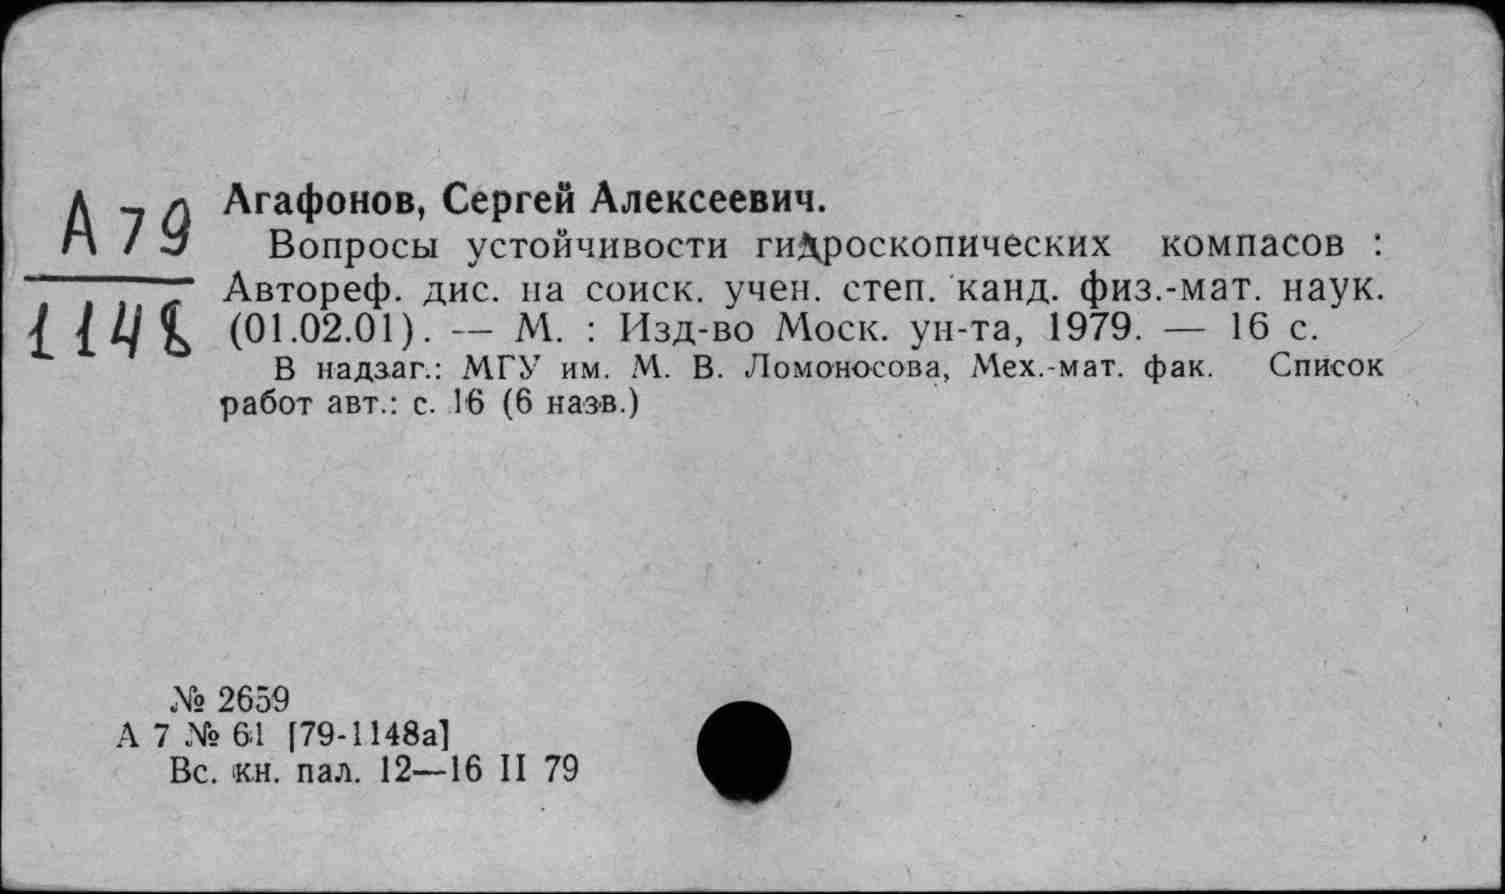 А 79
1148
Агафонов, Сергей Алексеевич.
Вопросы устойчивости гидроскопических компасов :
Автореф. дис. на соиск. учен. степ. канд. физ.-мат. наук.
(01.02.01). — М. : Изд-во Моск. ун-та, 1979. — 16 с.
В надзаг.: МГУ им. М. В. Ломоносова, Мех.-мат. фак. Список
работ авт.: с. 16 (6 назв.)
№ 2659
А 7 № 61 [79-1148а]
Вс. кн. пал. 12—16 II 79